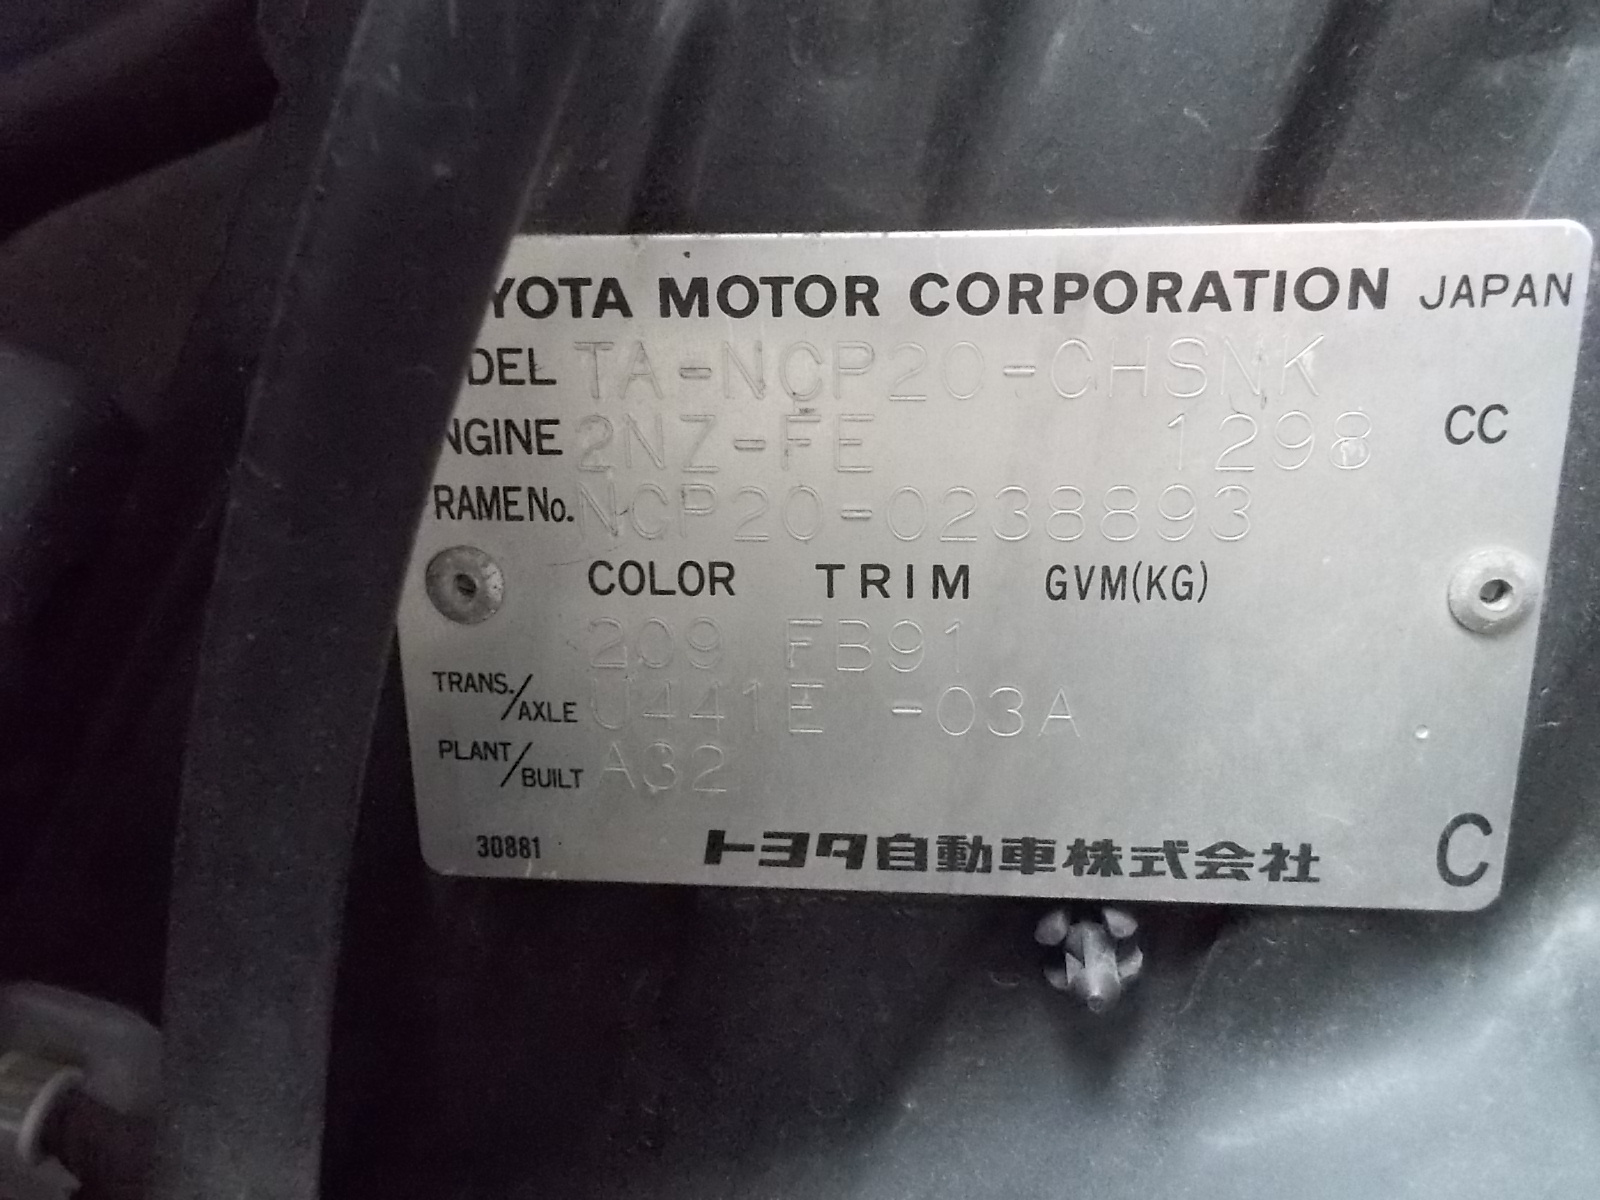 YOTA MOTOR CORPORATION JAPAN
DEL TA-NCP20-CHSNK
NGINE 2NZ-FE 1298 CC
RAME No. NCP20-0238893
COLOR TRIM GVM(KG)
209 FB91
TRANS./AXLE U441E -03A
PLANT/BUILT A32
30881 トヨタ自動車株式会社 C